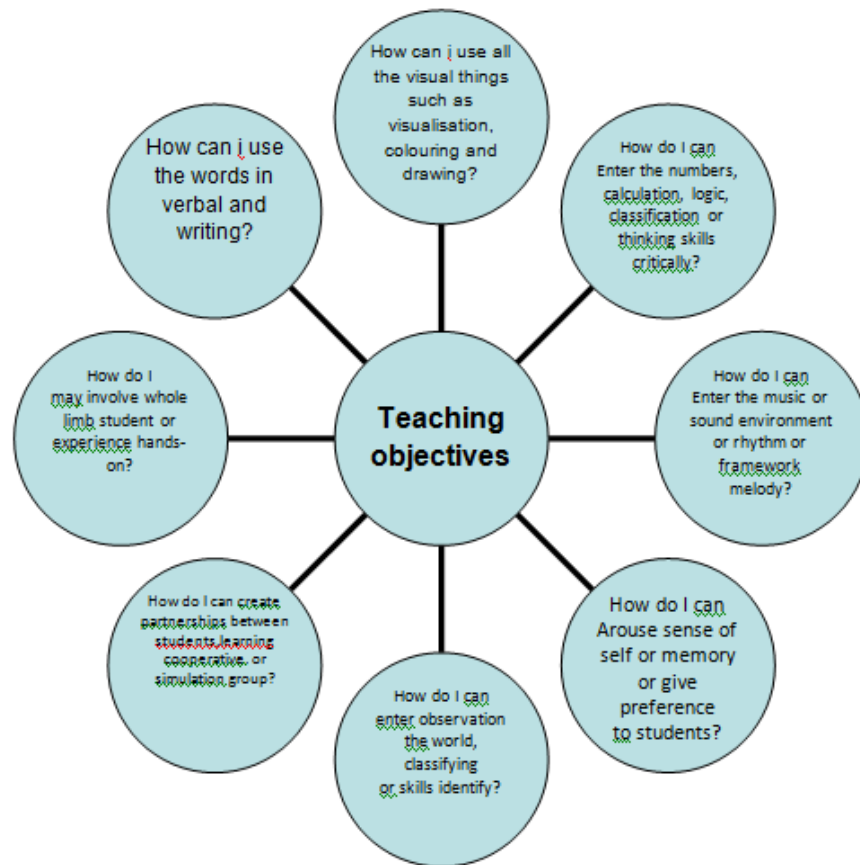 How can i use all
the visual things
such as
visualisation,
colouring and
drawing?
How do I can
Enter the numbers,
calculation, logic,
classification or
thinking skills
critically?
How do I can
Enter the music or
sound environment
or rhythm or
framework
melody?
How do I can
Arouse sense of
self or memory
or give
preference
to students?
How do I can
enter observation
the world,
classifying
or skills identify?
How do I can create
partnerships between
students,learning
cooperative, or
simulation group?
How do I
may involve whole
limb student or
experience hands-
on?
How can i use
the words in
verbal and
writing?
Teaching
objectives